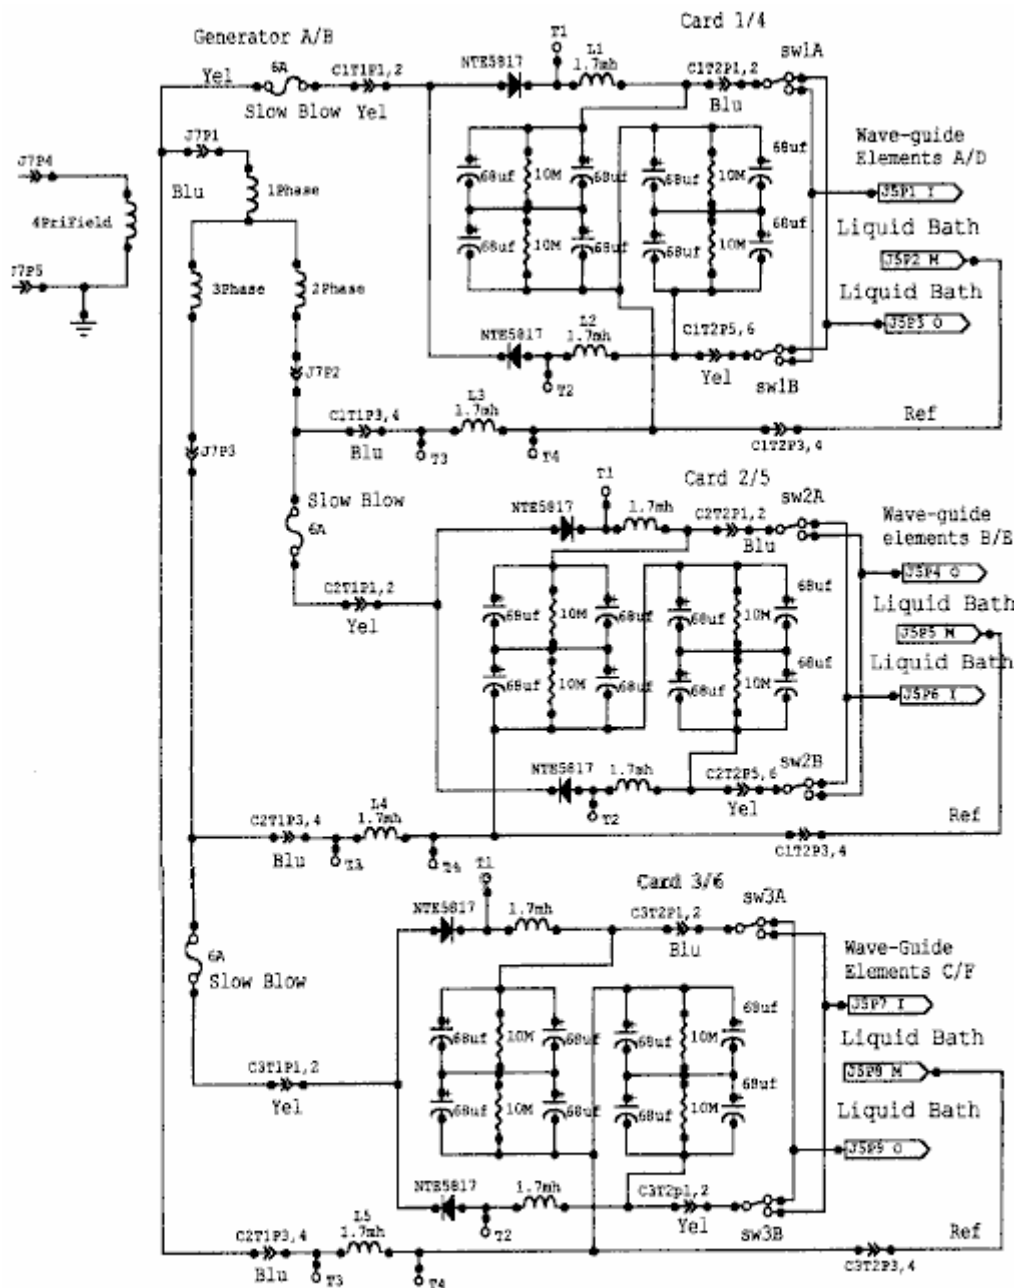 Card 1/4
Generator A/B
T1
L1
sw1A
Yel
6A
C1T1P1,2
NTE5817
1.7mh
C1T2P1,2
Slow Blow
Yel
Blu
J7P1
Wave-guide
Elements A/D
68uf
J7P4
Blu
1Phase
68uf
10M
68uf
68uf
10M
J5P1 I
4PriField
Liquid Bath
68uf
68uf
10M
68uf
68uf
10M
J5P2 M
J7P5
3Phase
2Phase
Liquid Bath
NTE5817
L2
1.7mh
C1T2P5,6
J5P3 O
J7P2
T2
Yel
sw1B
L3
1.7mh
C1T1P3,4
Ref
J7P3
Blu
T3
T4
C1T2P3,4
Card 2/5
T1
sw2A
Slow Blow
NTE5817
1.7mh
C2T2P1,2
Wave-guide
elements B/E
6A
Blu
C2T1P1,2
68uf
J5P4 O
Yel
68uf
10M
68uf
68uf
10M
Liquid Bath
J5P5 M
68uf
68uf
10M
68uf
68uf
10M
Liquid Bath
J5P6 I
NTE5817
1.7mh
C2T2P5,6
sw2B
T2
Yel
L4
1.7mh
C2T1P3,4
Ref
Blu
T3
T4
C1T2P3,4
T1
Card 3/6
sw3A
NTE5817
1.7mh
C3T2P1,2
Blu
6A
Slow Blow
Wave-Guide
Elements C/F
68uf
J5P7 I
68uf
10M
68uf
68uf
10M
Liquid Bath
C3T1P1,2
J5P8 M
Yel
68uf
68uf
10M
68uf
68uf
10M
Liquid Bath
J5P9 O
NTE5817
1.7mh
C3T2p1,2
T2
Yel
sw3B
L5
1.7mh
C2T1P3,4
Ref
Blu
T3
T4
C3T2P3,4